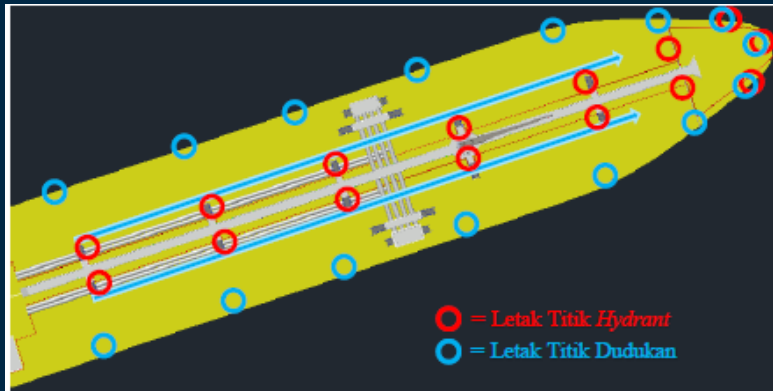 = Letak Titik Hydrant
= Letak Titik Dudukan